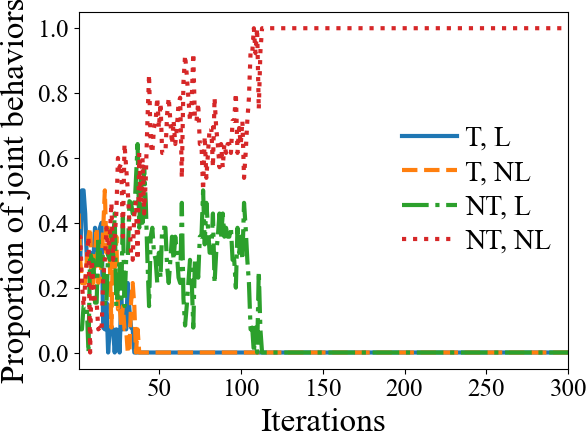 Proportion of joint behaviors
1.0
0.8
0.6
0.4
0.2
0.0
T, L
T, NL
NT, L
NT, NL
50 100 150 200 250 300
Iterations